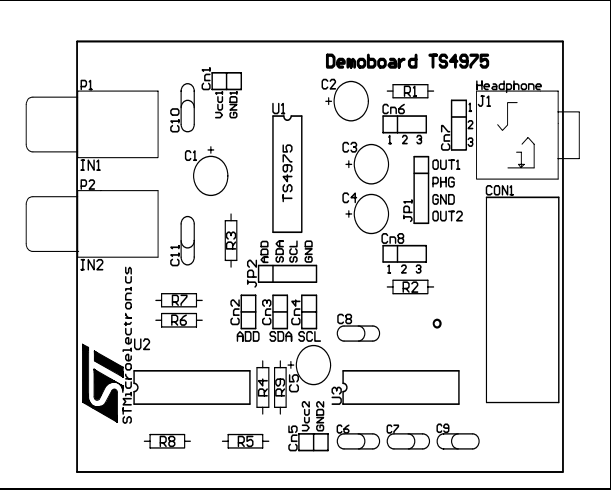 Demoboard TS4975
P1
Cn1
Vcc1
GND1
C2
R1
Headphone
J1
C10
U1
Cn6
1 2 3
Cn7
1
2
3
IN1
C1
TS4975
C3
OUT1
PHG
GND
OUT2
JP1
P2
CON1
C4
C11
R3
ADD
SDA
SCL
GND
Cn8
1 2 3
IN2
JP2
R2
R7
R6
Cn2
Cn3
Cn4
ADD SDA SCL
C8
STMicroelectronics
U2
ST
C5
R4
R9
U3
Vcc2
GND2
R8
R5
Cn5
C6
C7
C9